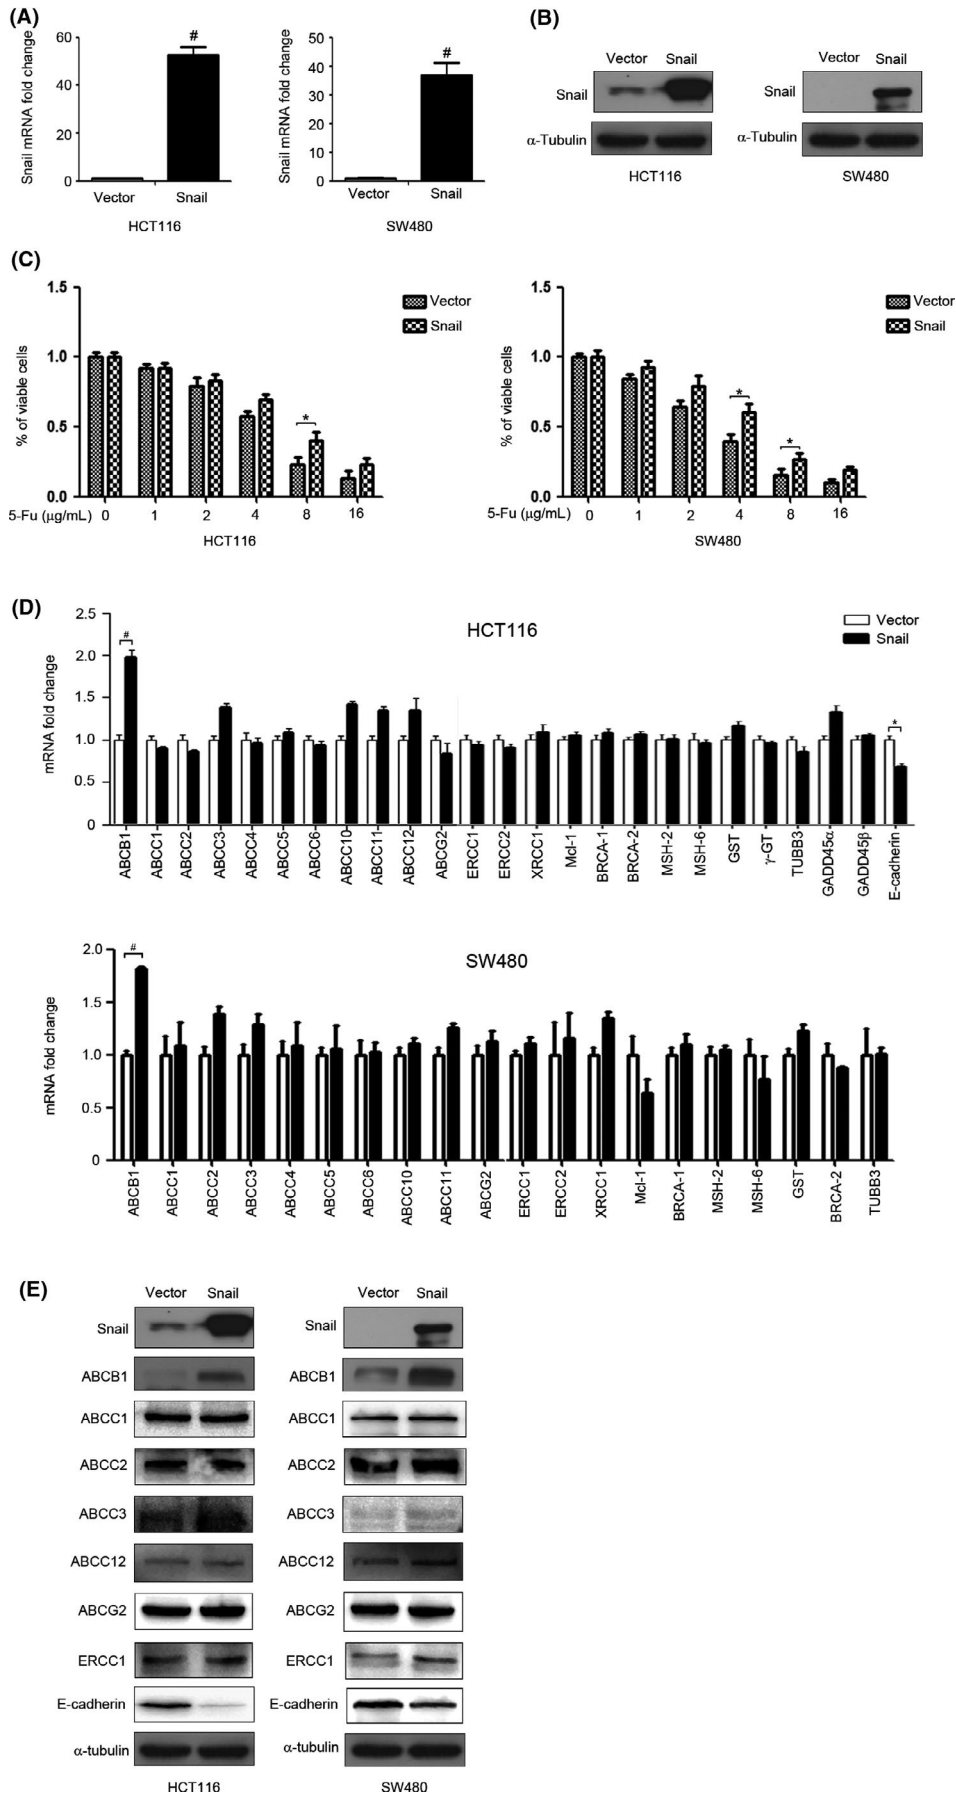 (A)
Snail mRNA fold change
60
40
20
0
#
Vector
Snail
HCT116
Snail mRNA fold change
50
40
30
20
10
0
#
Vector
Snail
SW480
(B)
Vector Snail
Snail
α-Tubulin
HCT116
Vector Snail
Snail
α-Tubulin
SW480
(C)
% of viable cells
1.5
1.0
0.5
0.0
Vector
Snail
*
5-Fu (μg/mL) 0 1 2 4 8 16
HCT116
% of viable cells
1.5
1.0
0.5
0.0
Vector
Snail
*
*
5-Fu (μg/mL) 0 1 2 4 8 16
SW480
(D)
mRNA fold change
2.5
2.0
1.5
1.0
0.5
0
HCT116
Vector
Snail
#
*
ABCB1
ABCC1
ABCC2
ABCC3
ABCC4
ABCC5
ABCC6
ABCC10
ABCC11
ABCC12
ABCG2
ERCC1
ERCC2
XRCC1
Mcl-1
BRCA-1
BRCA-2
MSH-2
MSH-6
GST
γ-GT
TUBB3
GADD45α
GADD45β
E-cadherin
mRNA fold change
2.0
1.5
1.0
0.5
0
SW480
#
ABCB1
ABCC1
ABCC2
ABCC3
ABCC4
ABCC5
ABCC6
ABCC10
ABCC11
ABCG2
ERCC1
ERCC2
XRCC1
Mcl-1
BRCA-1
MSH-2
MSH-6
GST
BRCA-2
TUBB3
(E)
Vector Snail
Snail
ABCB1
ABCC1
ABCC2
ABCC3
ABCC12
ABCG2
ERCC1
E-cadherin
α-tubulin
HCT116
Vector Snail
Snail
ABCB1
ABCC1
ABCC2
ABCC3
ABCC12
ABCG2
ERCC1
E-cadherin
α-tubulin
SW480